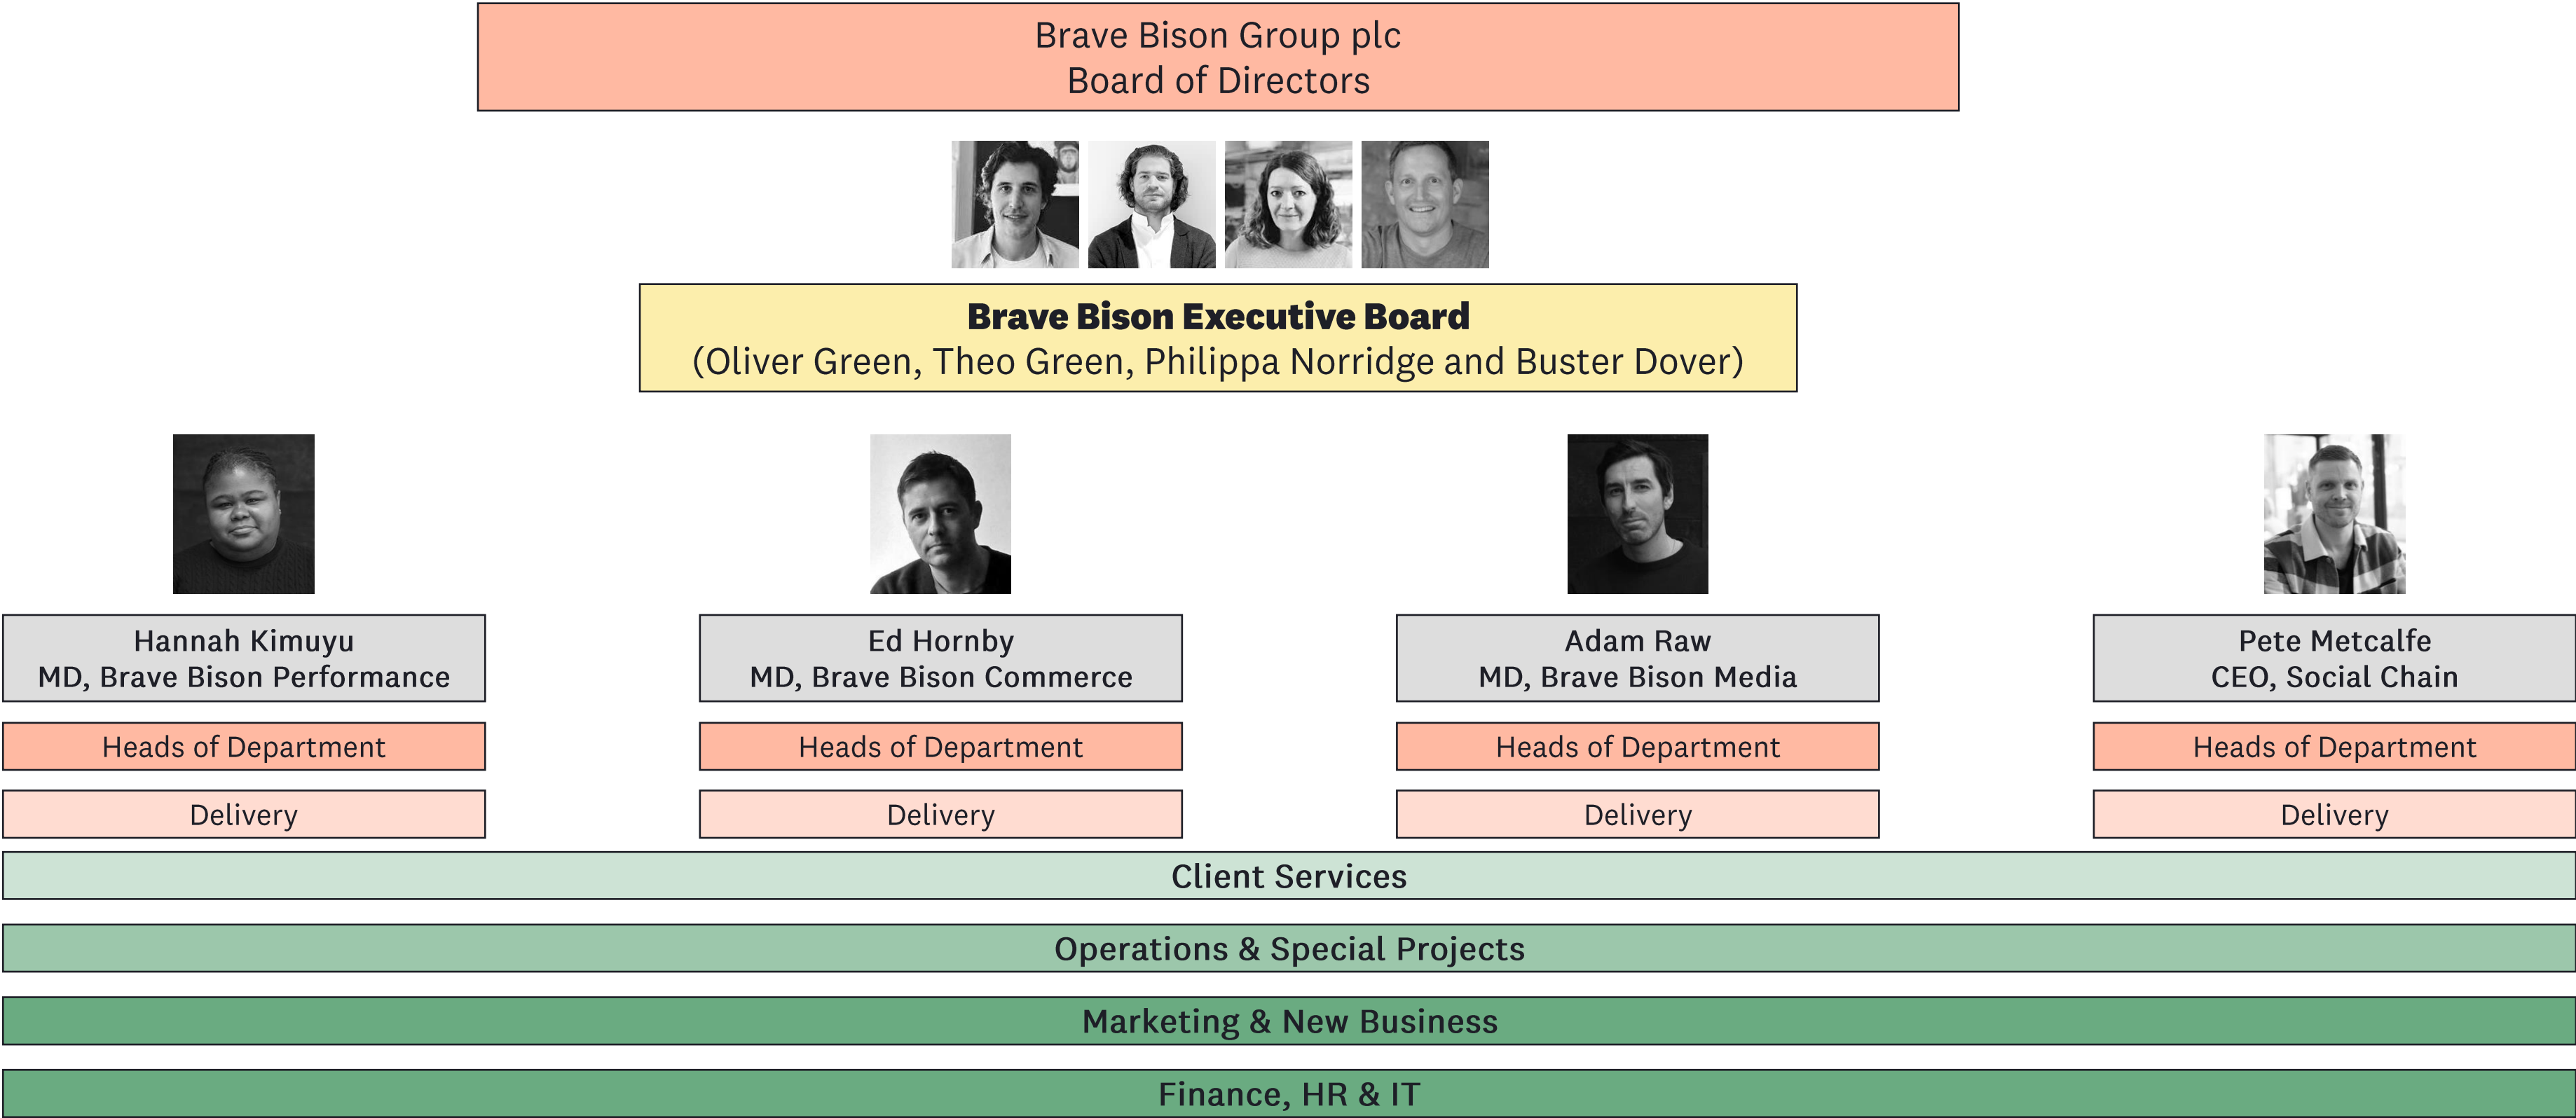 Brave Bison Group plc
Board of Directors
Brave Bison Executive Board
(Oliver Green, Theo Green, Philippa Norridge and Buster Dover)
Hannah Kimuyu
MD, Brave Bison Performance
Ed Hornby
MD, Brave Bison Commerce
Adam Raw
MD, Brave Bison Media
Pete Metcalfe
CEO, Social Chain
Heads of Department
Heads of Department
Heads of Department
Heads of Department
Delivery
Delivery
Delivery
Delivery
Client Services
Operations & Special Projects
Marketing & New Business
Finance, HR & IT